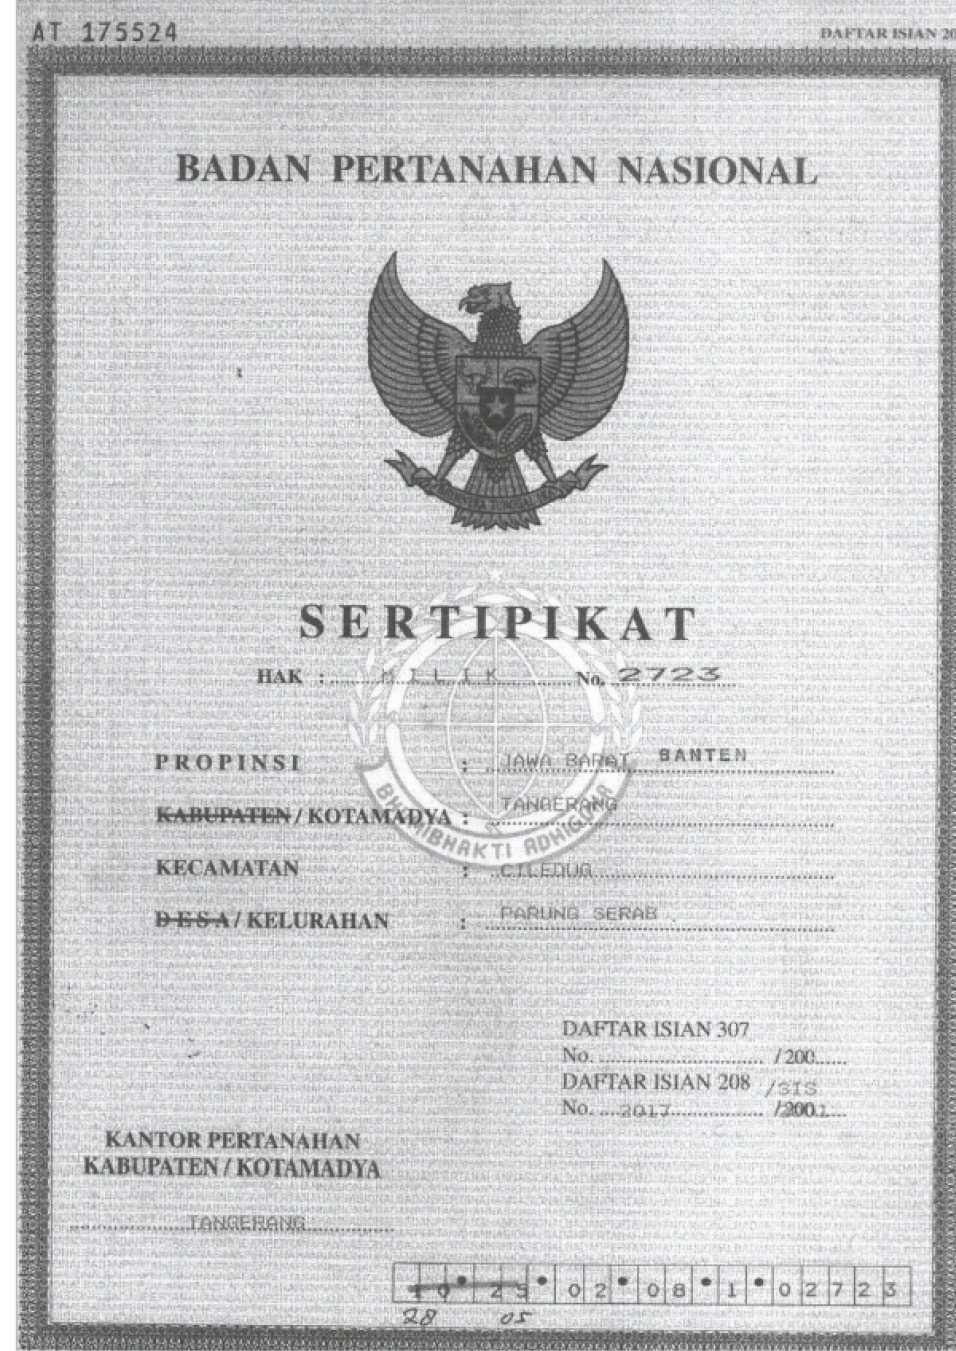 AT 175524
DAFTAR ISIAN 20
BADAN PERTANAHAN NASIONAL
SERTIPIKAT
HAK : MILIK No. 2723
PROPINSI : JAWA BARAT BANTEN
KABUPATEN / KOTAMADYA : TANGERANG
KECAMATAN : CILEDUG
DESA / KELURAHAN : PARUNG SERAB
DAFTAR ISIAN 307
No. ........................ / 200......
DAFTAR ISIAN 208 /SIS
No. 2017 /2001
KANTOR PERTANAHAN
KABUPATEN / KOTAMADYA
TANGERANG
10 • 25 • 02 • 08 • 1 • 02723
28 05
BHUMIBHAKTI ADHIGUNA